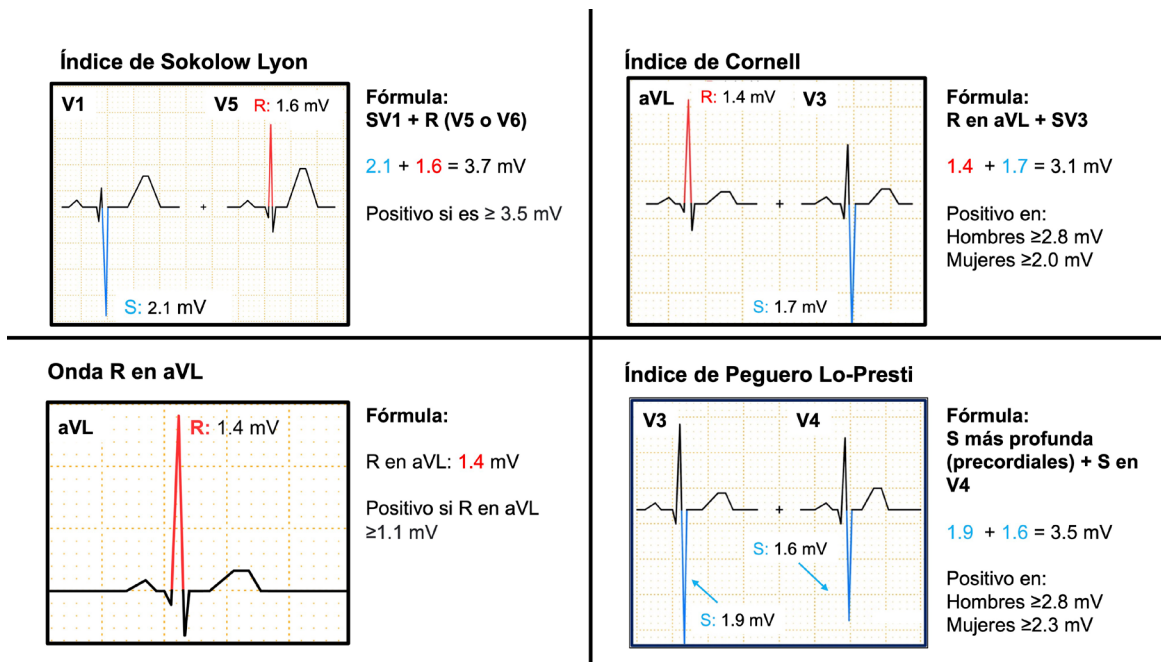 Índice de Sokolow Lyon
V1
V5
R: 1.6 mV
+
S: 2.1 mV
Fórmula:
SV1 + R (V5 o V6)
2.1 + 1.6 = 3.7 mV
Positivo si es ≥ 3.5 mV
Índice de Cornell
aVL
R: 1.4 mV
V3
+
S: 1.7 mV
Fórmula:
R en aVL + SV3
1.4 + 1.7 = 3.1 mV
Positivo en:
Hombres ≥2.8 mV
Mujeres ≥2.0 mV
Onda R en aVL
aVL
R: 1.4 mV
Fórmula:
R en aVL: 1.4 mV
Positivo si R en aVL
≥1.1 mV
Índice de Peguero Lo-Presti
V3
V4
+
S: 1.6 mV
S: 1.9 mV
Fórmula:
S más profunda
(precordiales) + S en
V4
1.9 + 1.6 = 3.5 mV
Positivo en:
Hombres ≥2.8 mV
Mujeres ≥2.3 mV